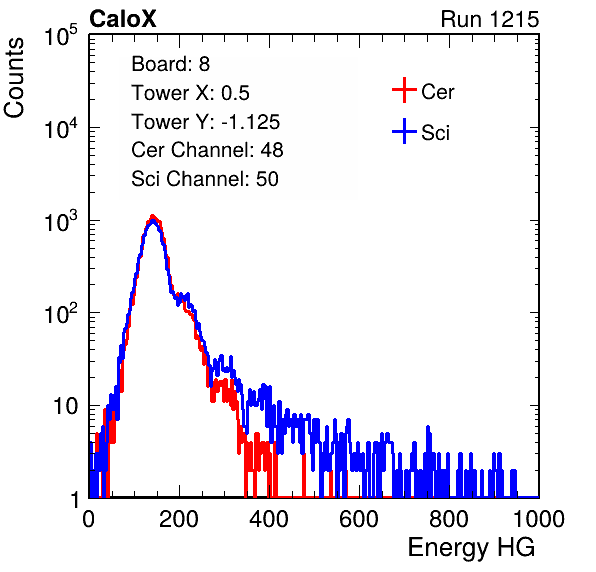 CaloX Run 1215
Counts
Board: 8
Tower X: 0.5
Tower Y: -1.125
Cer Channel: 48
Sci Channel: 50
Cer
Sci
10^5
10^4
10^3
10^2
10
1
0 200 400 600 800 1000
Energy HG